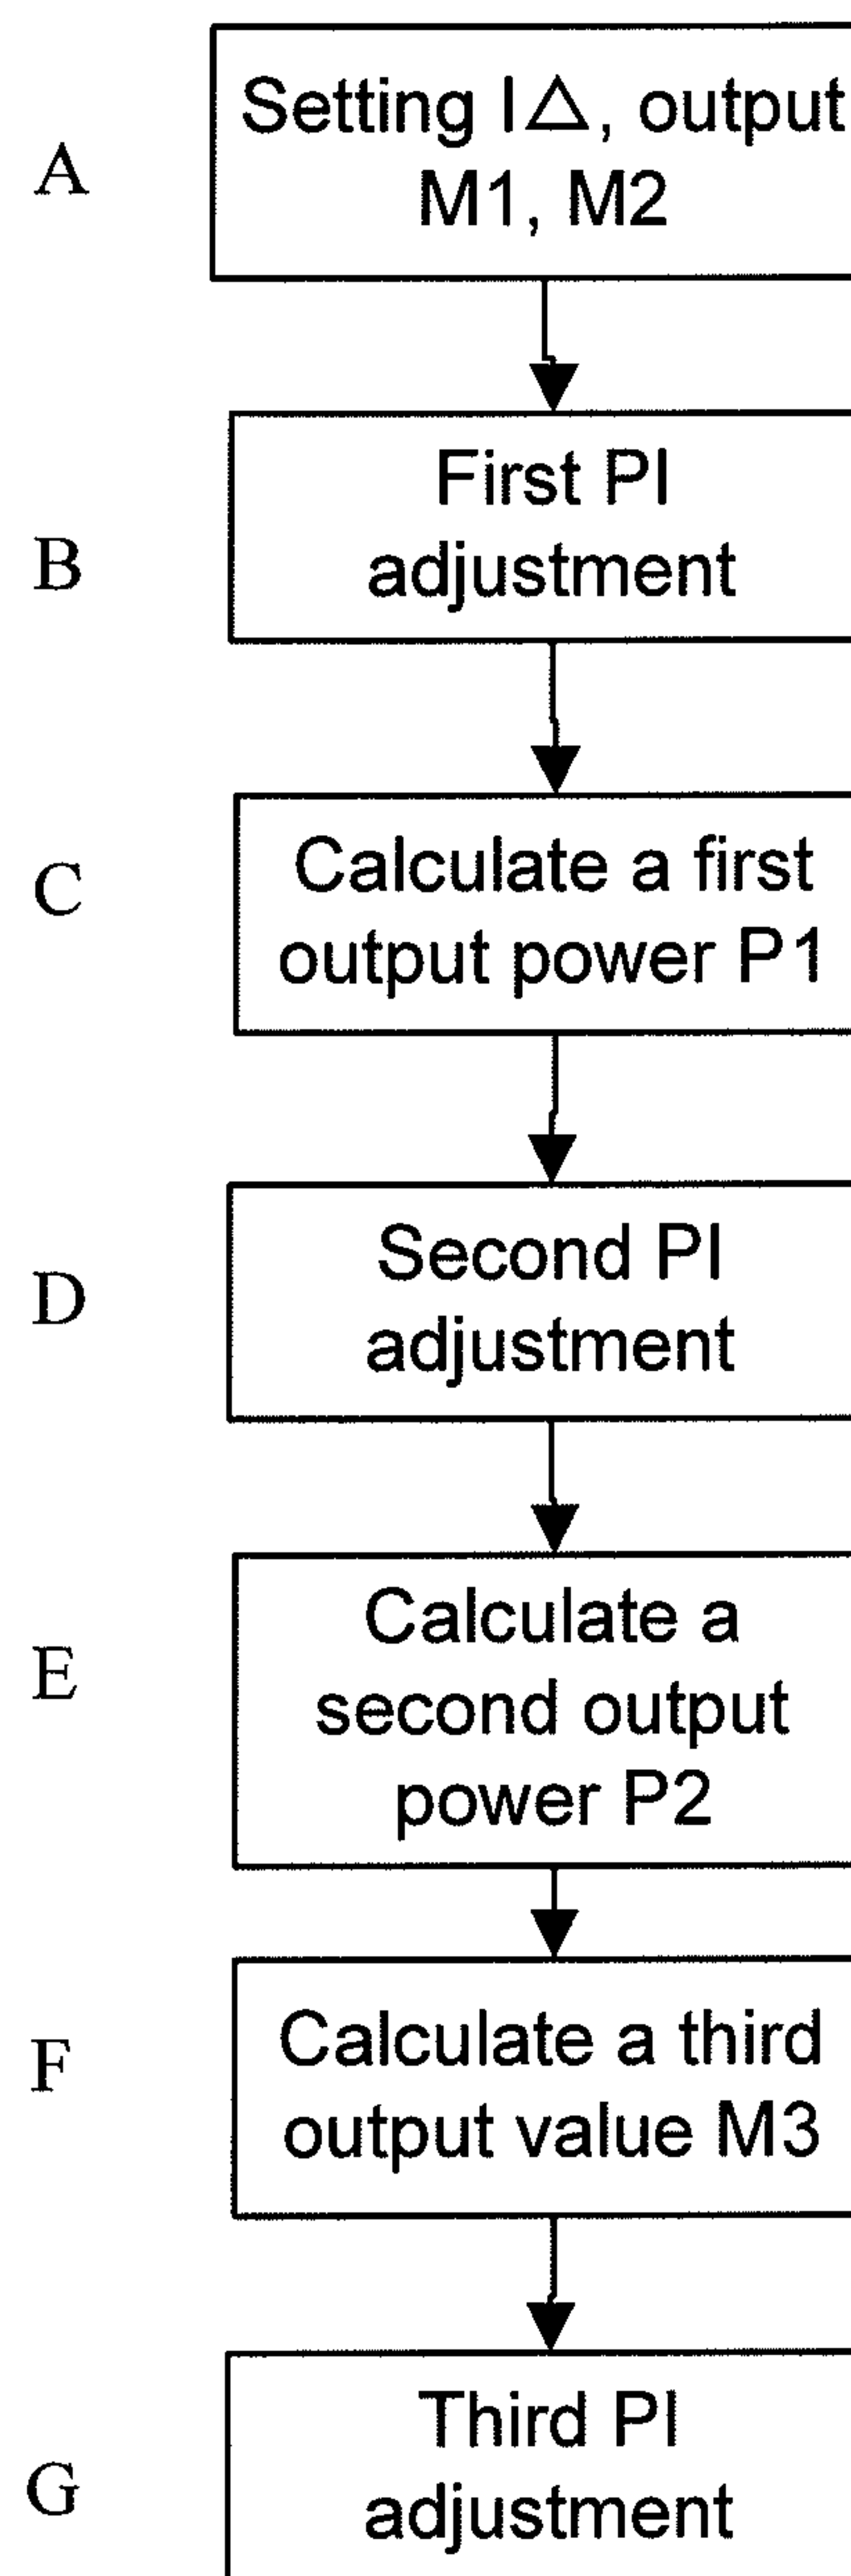 A
Setting I△, output
M1, M2
B
First PI
adjustment
C
Calculate a first
output power P1
D
Second PI
adjustment
E
Calculate a
second output
power P2
F
Calculate a third
output value M3
G
Third PI
adjustment